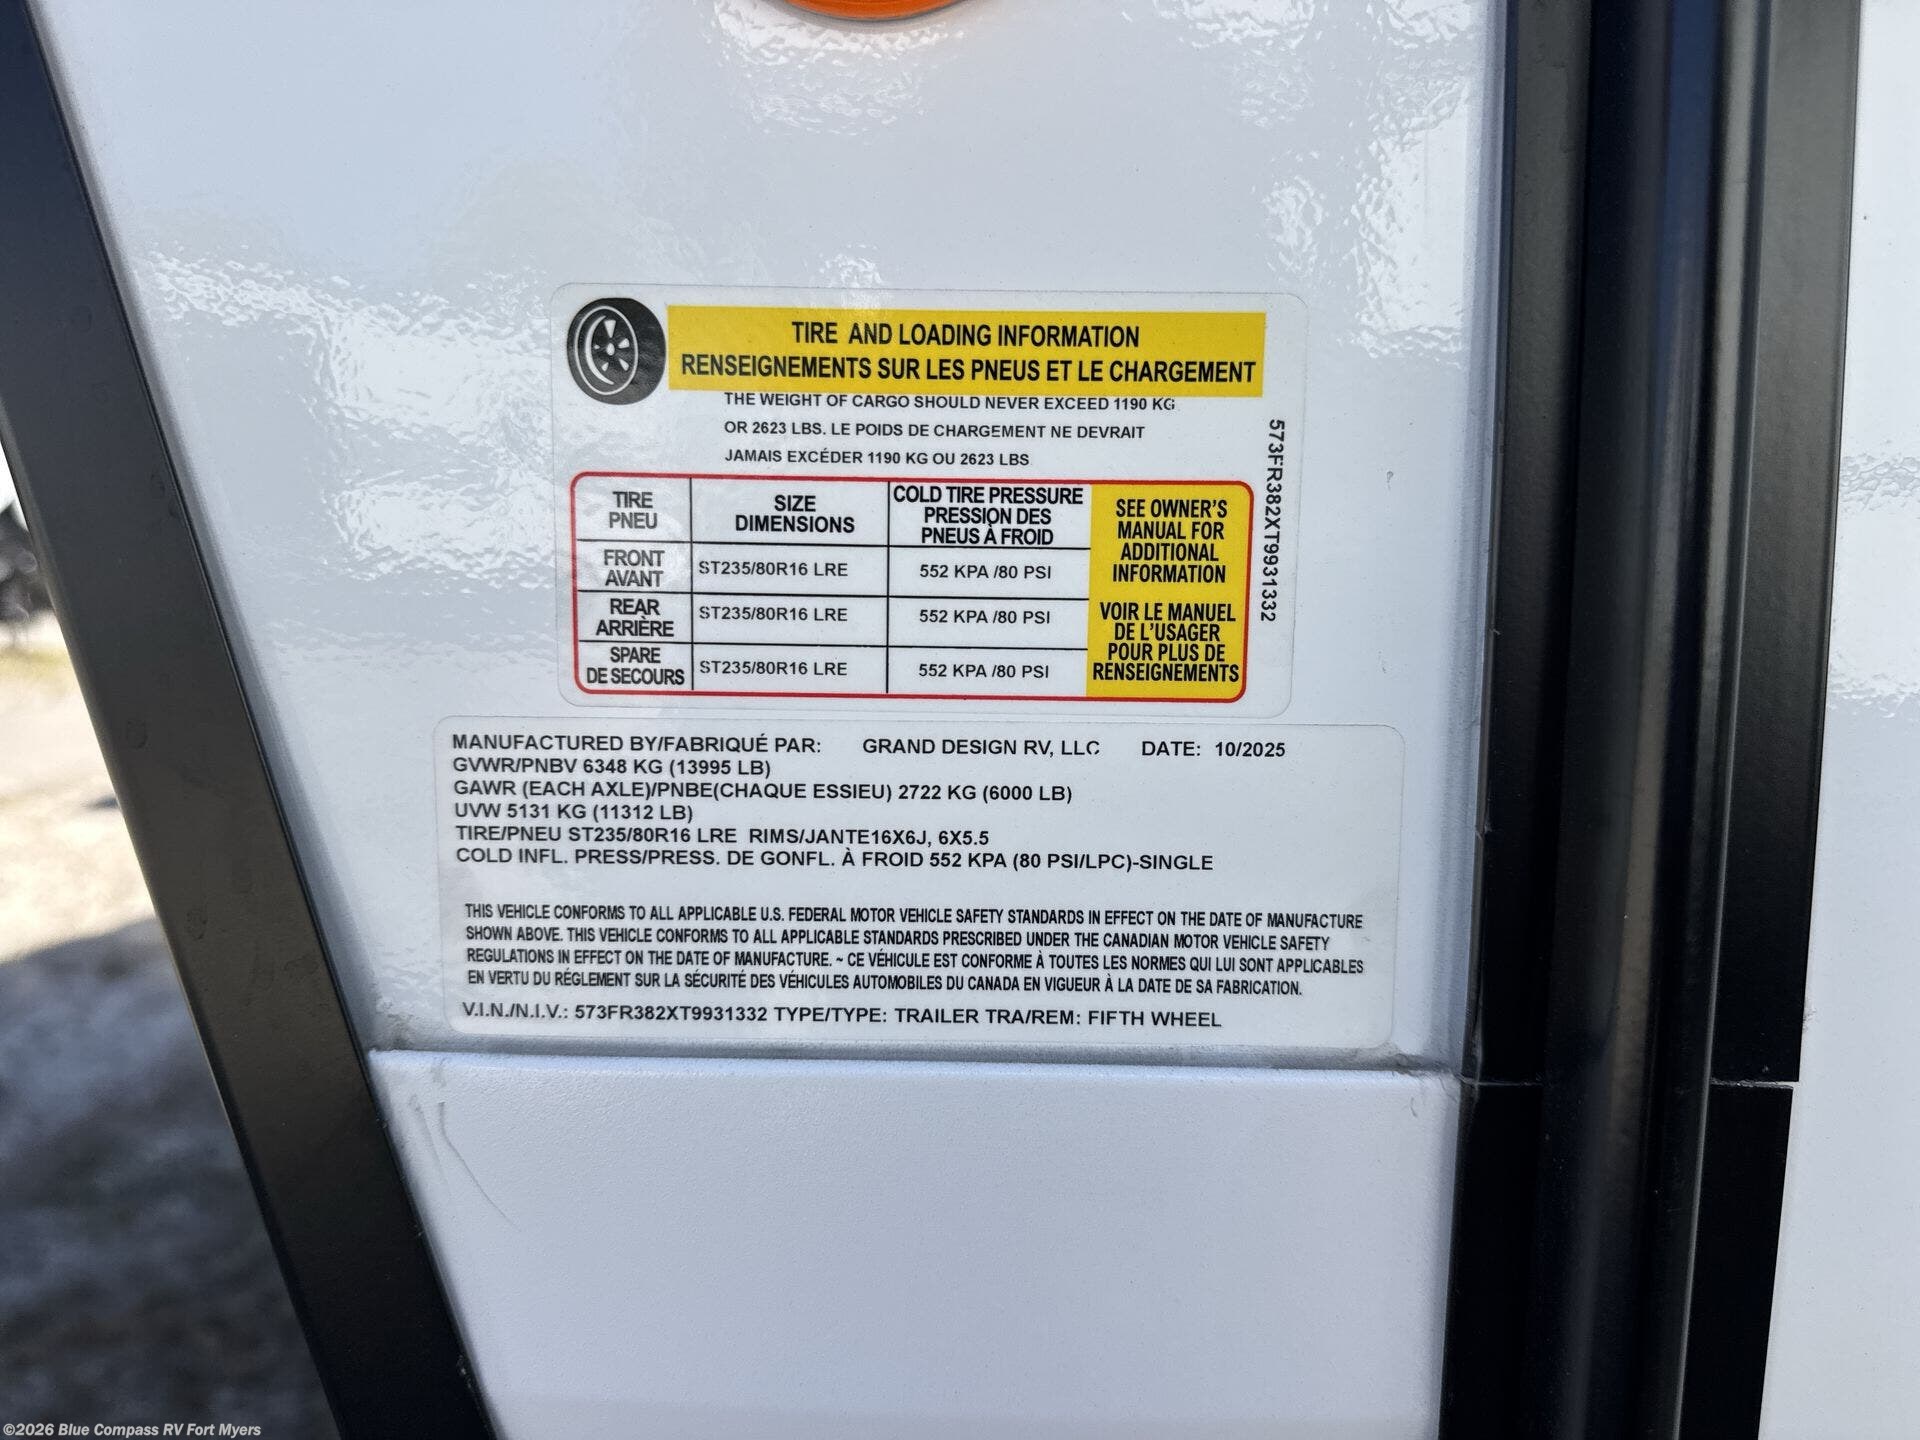 TIRE AND LOADING INFORMATION
RENSEIGNEMENTS SUR LES PNEUS ET LE CHARGEMENT
THE WEIGHT OF CARGO SHOULD NEVER EXCEED 1190 KG
OR 2623 LBS. LE POIDS DE CHARGEMENT NE DEVRAIT
JAMAIS EXCÉDER 1190 KG OU 2623 LBS
TIRE
PNEU
SIZE
DIMENSIONS
COLD TIRE PRESSURE
PRESSION DES
PNEUS À FROID
FRONT
AVANT
ST235/80R16 LRE
552 KPA /80 PSI
REAR
ARRIÈRE
ST235/80R16 LRE
552 KPA /80 PSI
SPARE
DE SECOURS
ST235/80R16 LRE
552 KPA /80 PSI
SEE OWNER'S
MANUAL FOR
ADDITIONAL
INFORMATION
VOIR LE MANUEL
DE L'USAGER
POUR PLUS DE
RENSEIGNEMENTS
573FR382XT9931332
MANUFACTURED BY/FABRIQUÉ PAR: GRAND DESIGN RV, LLC DATE: 10/2025
GVWR/PNBV 6348 KG (13995 LB)
GAWR (EACH AXLE)/PNBE(CHAQUE ESSIEU) 2722 KG (6000 LB)
UVW 5131 KG (11312 LB)
TIRE/PNEU ST235/80R16 LRE RIMS/JANTE16X6J, 6X5.5
COLD INFL. PRESS/PRESS. DE GONFL. À FROID 552 KPA (80 PSI/LPC)-SINGLE
THIS VEHICLE CONFORMS TO ALL APPLICABLE U.S. FEDERAL MOTOR VEHICLE SAFETY STANDARDS IN EFFECT ON THE DATE OF MANUFACTURE
SHOWN ABOVE. THIS VEHICLE CONFORMS TO ALL APPLICABLE STANDARDS PRESCRIBED UNDER THE CANADIAN MOTOR VEHICLE SAFETY
REGULATIONS IN EFFECT ON THE DATE OF MANUFACTURE. ~ CE VÉHICULE EST CONFORME À TOUTES LES NORMES QUI LUI SONT APPLICABLES
EN VERTU DU RÉGLEMENT SUR LA SÉCURITÉ DES VÉHICULES AUTOMOBILES DU CANADA EN VIGUEUR À LA DATE DE SA FABRICATION.
V.I.N./N.I.V.: 573FR382XT9931332 TYPE/TYPE: TRAILER TRA/REM: FIFTH WHEEL
©2026 Blue Compass RV Fort Myers